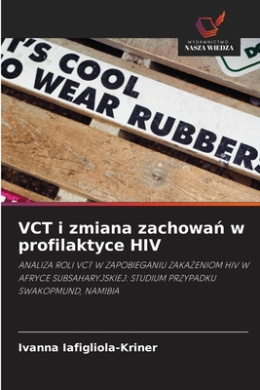 WYDAWNICTWO
NASZA WIEDZA
T'S COOL
O WEAR RUBBER
VCT i zmiana zachowań w
profilaktyce HIV
ANALIZA ROLI VCT W ZAPOBIEGANIU ZAKAŻENIOM HIV W
AFRYCE SUBSAHARYJSKIEJ: STUDIUM PRZYPADKU
SWAKOPMUND, NAMIBIA
Ivanna Iafigliola-Kriner